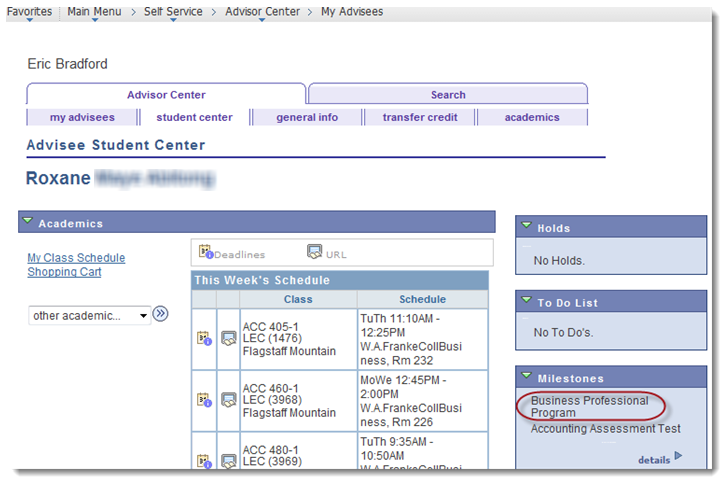 Favorites Main Menu > Self Service > Advisor Center > My Advisees
Eric Bradford
Advisor Center Search
my advisees student center general info transfer credit academics
Advisee Student Center
Roxane
Academics
My Class Schedule
Shopping Cart
other academic...
Deadlines URL
This Week's Schedule
Class Schedule
ACC 405-1
LEC (1476)
Flagstaff Mountain
TuTh 11:10AM -
12:25PM
W.A.FrankeCollBusi
ness, Rm 232
ACC 460-1
LEC (3968)
Flagstaff Mountain
MoWe 12:45PM -
2:00PM
W.A.FrankeCollBusi
ness, Rm 226
ACC 480-1
LEC (3969)
TuTh 9:35AM -
10:50AM
W.A.FrankeCollBusi
Holds
No Holds.
To Do List
No To Do's.
Milestones
Business Professional
Program
Accounting Assessment Test
details